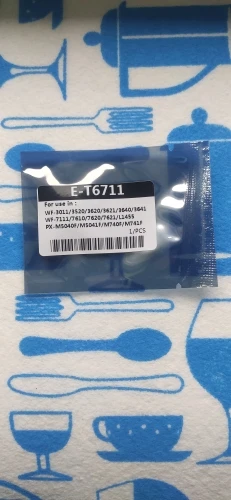 E-T6711
For use in :
WF-3011/3520/3620/3621/3640/3641
WF-7111/7610/7620/7621/L1455
PX-M5040F/M5041F/M740F/M741F
1/PCS